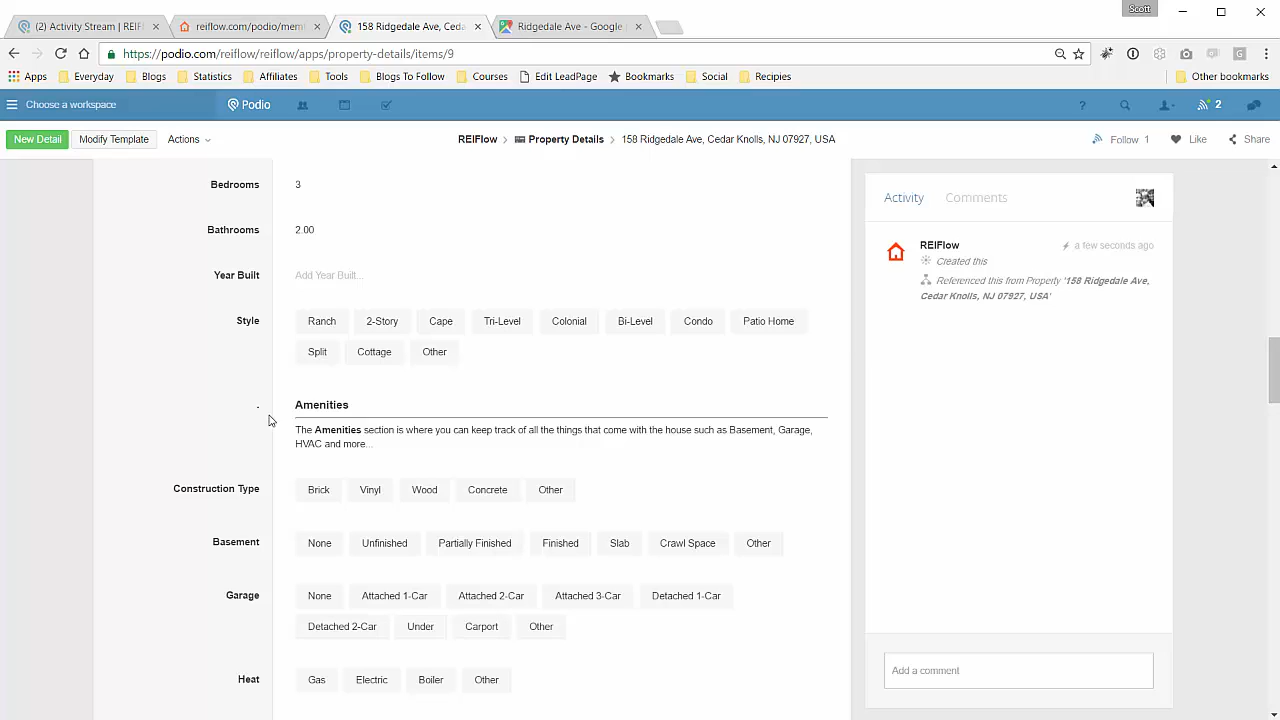 Scott
(2) Activity Stream | REIF
reiflow.com/podio/mem
158 Ridgedale Ave, Ceda
Ridgedale Ave - Google
https://podio.com/reiflow/reiflow/apps/property-details/items/9
Apps
Everyday
Blogs
Statistics
Affiliates
Tools
Blogs To Follow
Courses
Edit LeadPage
Bookmarks
Social
Recipies
Other bookmarks
Choose a workspace
Podio
?
2
New Detail
Modify Template
Actions
REIFlow > Property Details > 158 Ridgedale Ave, Cedar Knolls, NJ 07927, USA
Follow 1
Like
Share
Bedrooms
3
Bathrooms
2.00
Year Built
Add Year Built...
Style
Ranch
2-Story
Cape
Tri-Level
Colonial
Bi-Level
Condo
Patio Home
Split
Cottage
Other
.
Amenities
The Amenities section is where you can keep track of all the things that come with the house such as Basement, Garage,
HVAC and more...
Construction Type
Brick
Vinyl
Wood
Concrete
Other
Basement
None
Unfinished
Partially Finished
Finished
Slab
Crawl Space
Other
Garage
None
Attached 1-Car
Attached 2-Car
Attached 3-Car
Detached 1-Car
Detached 2-Car
Under
Carport
Other
Heat
Gas
Electric
Boiler
Other
Activity
Comments
REIFlow
a few seconds ago
Created this
Referenced this from Property '158 Ridgedale Ave,
Cedar Knolls, NJ 07927, USA'
Add a comment